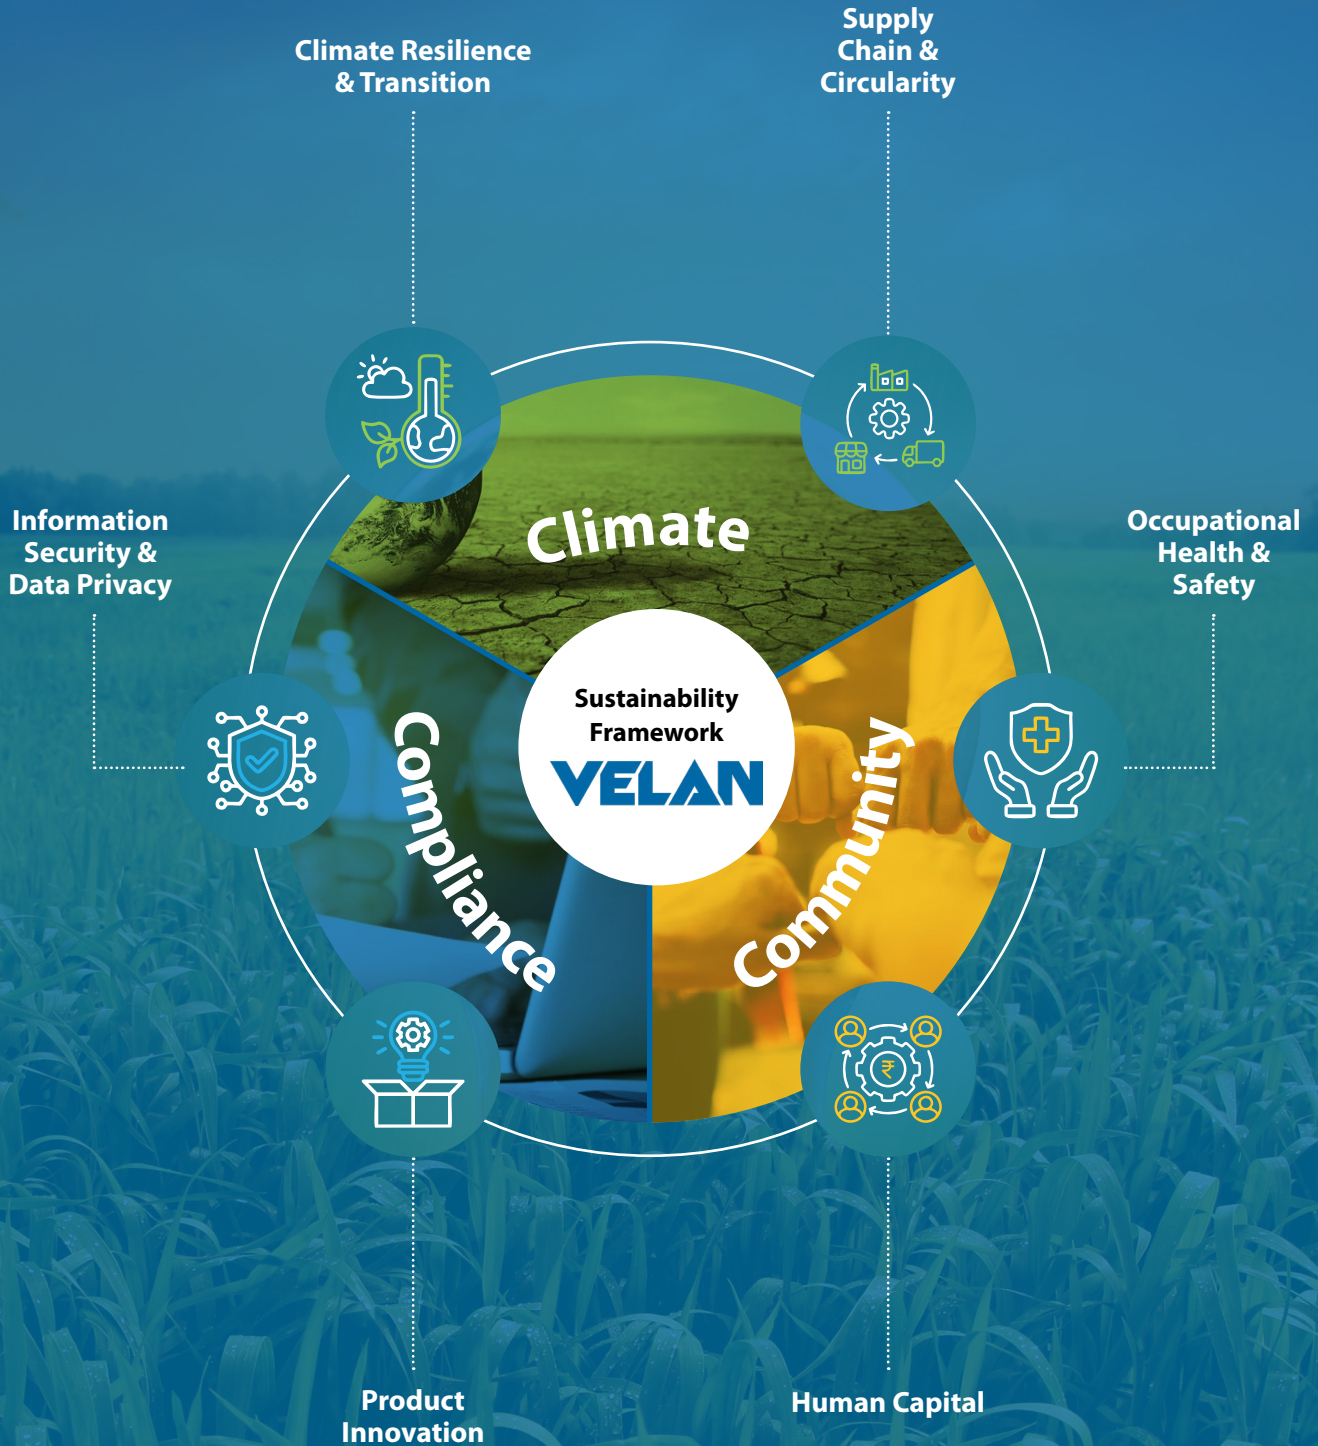 Climate Resilience
& Transition
Supply
Chain &
Circularity
Information
Security &
Data Privacy
Occupational
Health &
Safety
Climate
Compliance
Community
Sustainability
Framework
VELAN
₹
Product
Innovation
Human Capital